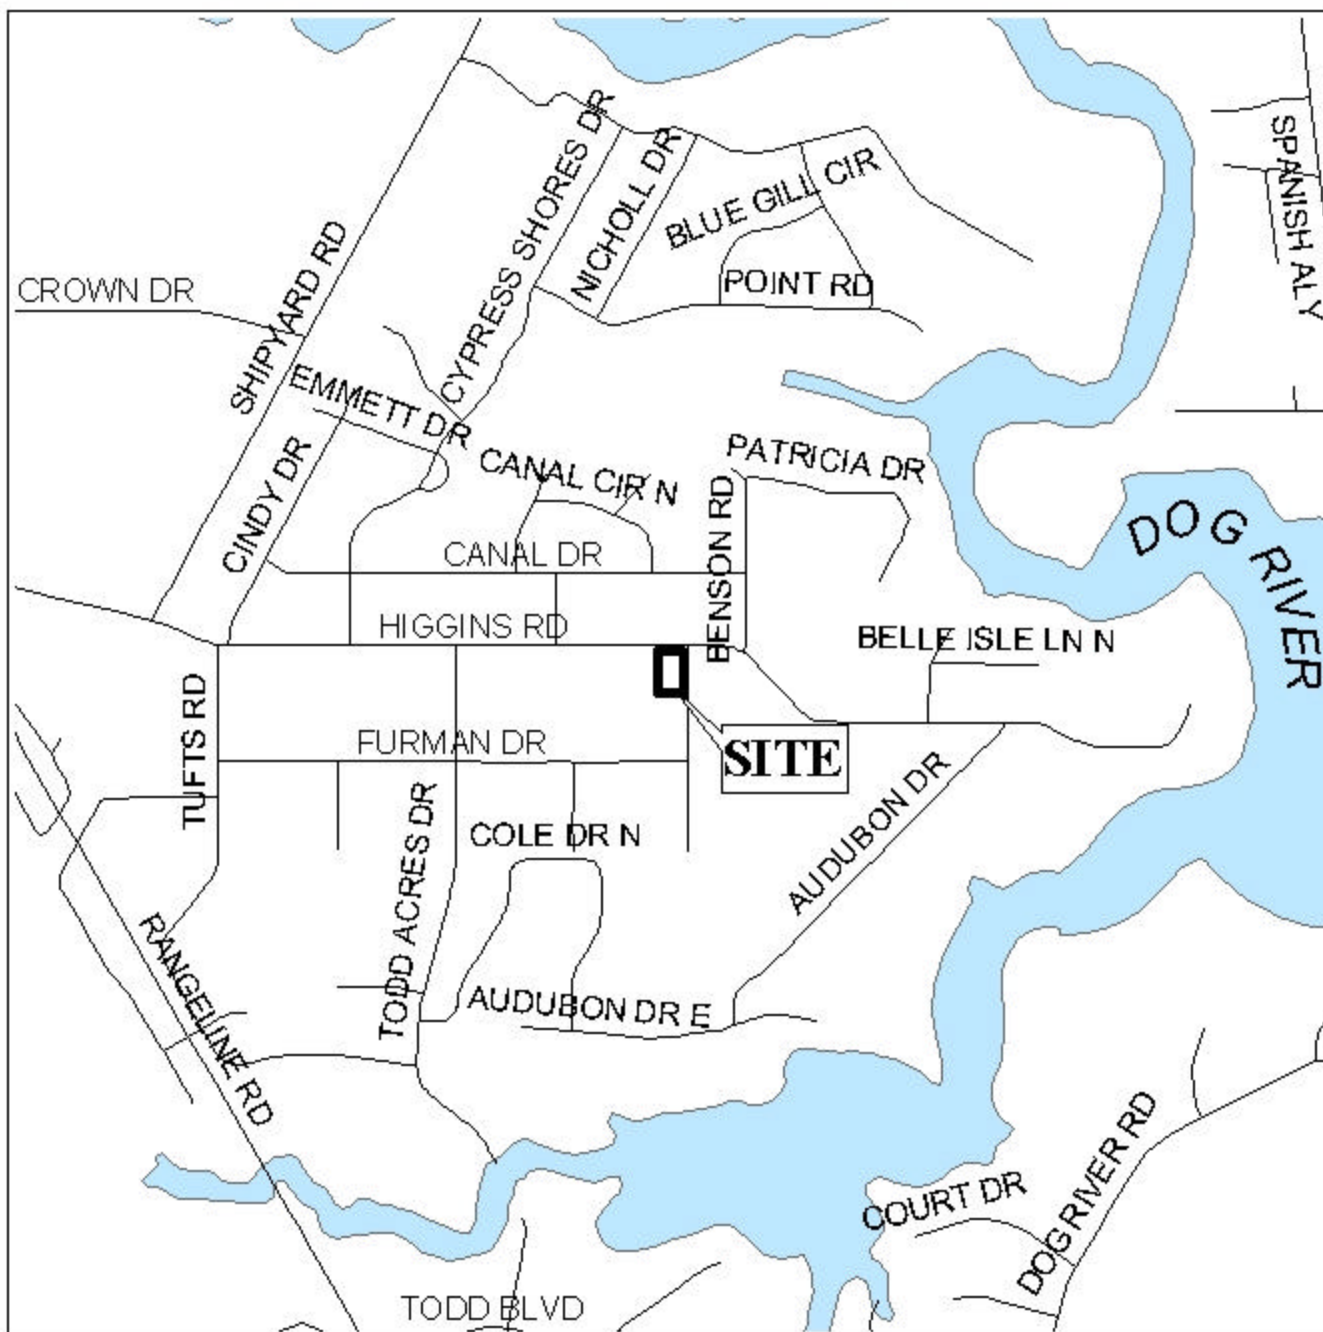 CYPRESS SHORES DR
NICHOLL DR
BLUE GILL CIR
SPANISH ALY
CROWN DR
SHIPYARD RD
POINT RD
EMMETT DR
CINDY DR
CANAL CIR N
PATRICIA DR
BENSON RD
DOG RIVER
CANAL DR
HIGGINS RD
BELLE ISLE LN N
TUFTS RD
FURMAN DR
SITE
TODD ACRES DR
COLE DR N
AUDUBON DR
RANGELINE RD
AUDUBON DR E
COURT DR
DOG RIVER RD
TODD BLVD